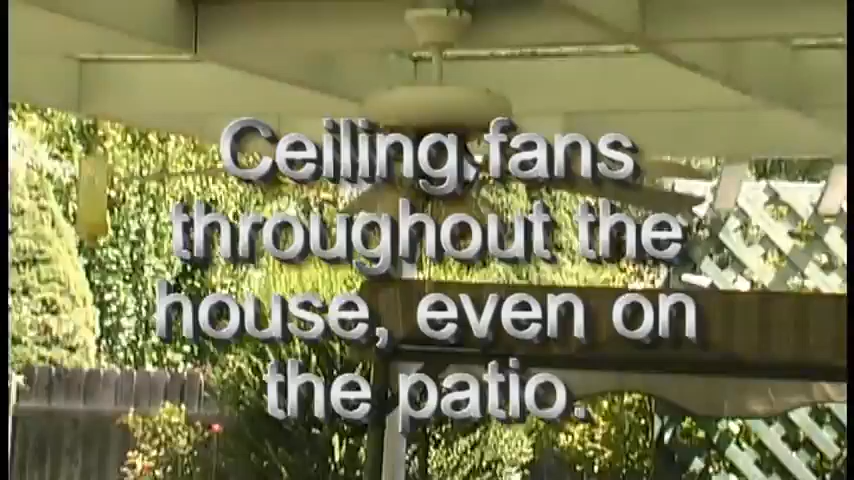 Ceiling fans
throughout the
house, even on
the patio.